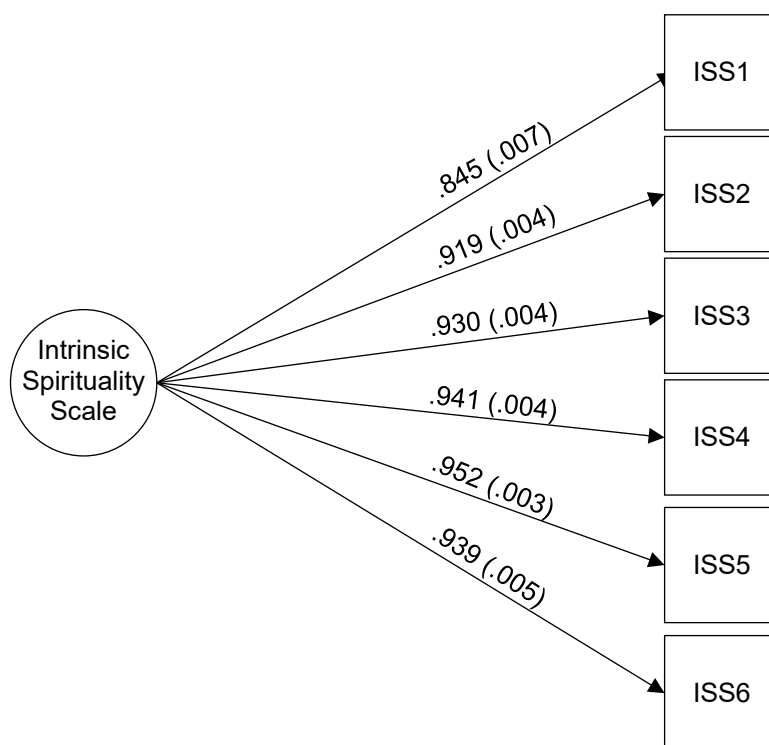 ISS1
.845 (.007)
ISS2
.919 (.004)
ISS3
.930 (.004)
Intrinsic
Spirituality
Scale
.941 (.004)
ISS4
.952 (.003)
ISS5
.939 (.005)
ISS6